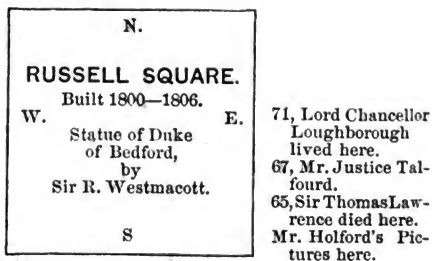 N.
RUSSELL SQUARE.
Built 1800—1806.
W. E.
Statue of Duke
of Bedford,
by
Sir R. Westmacott.
S
71, Lord Chancellor
Loughborough
lived here.
67, Mr. Justice Tal-
fourd.
65, Sir Thomas Law-
rence died here.
Mr. Holford's Pic-
tures here.